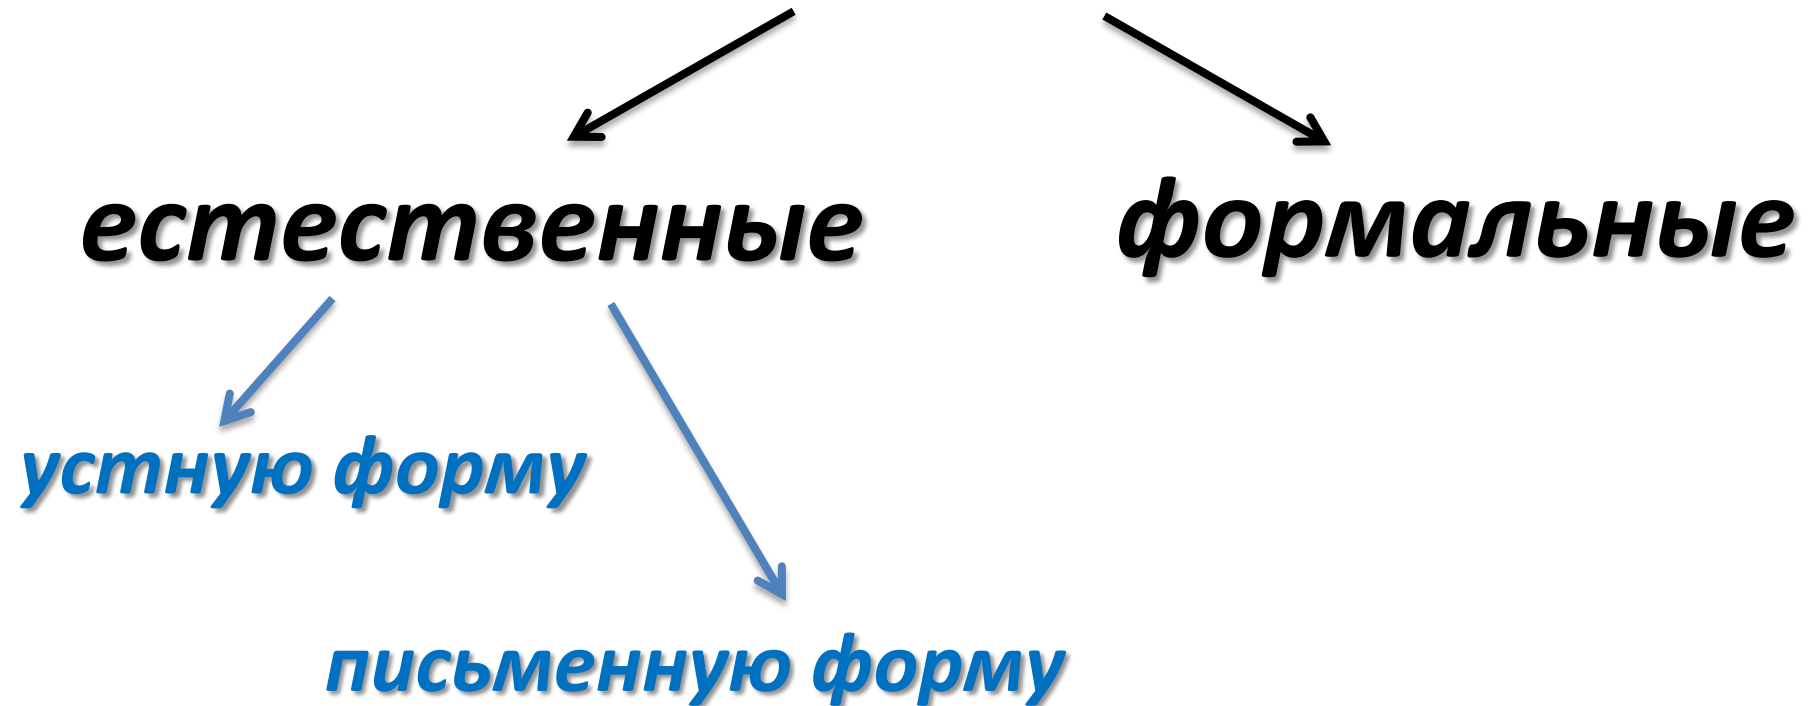 естественные формальные
устную форму
письменную форму